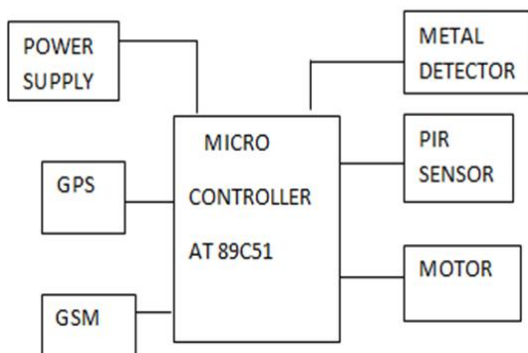 POWER
SUPPLY
METAL
DETECTOR
MICRO
CONTROLLER
AT 89C51
GPS
GSM
PIR
SENSOR
MOTOR